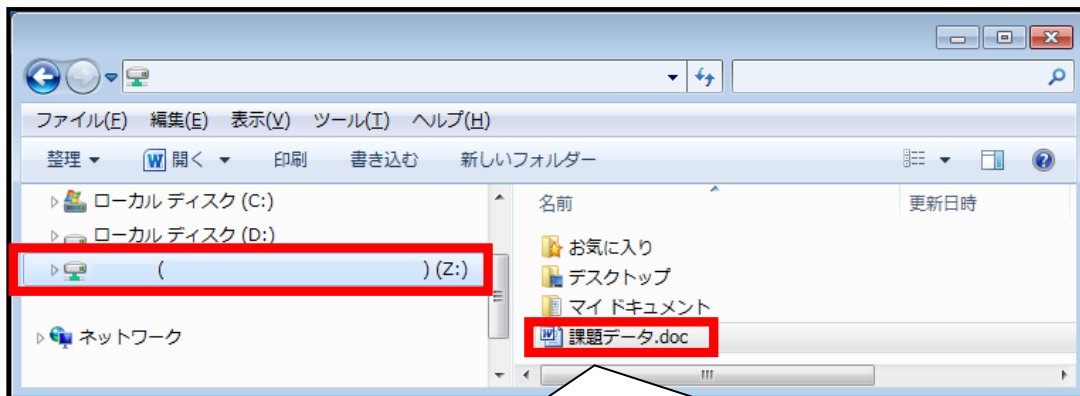 ファイル(F) 編集(E) 表示(V) ツール(T) ヘルプ(H)
整理 開く 印刷 書き込む 新しいフォルダー
ローカル ディスク (C:)
ローカル ディスク (D:)
( ) (Z:)
ネットワーク
名前 更新日時
お気に入り
デスクトップ
マイ ドキュメント
課題データ.doc